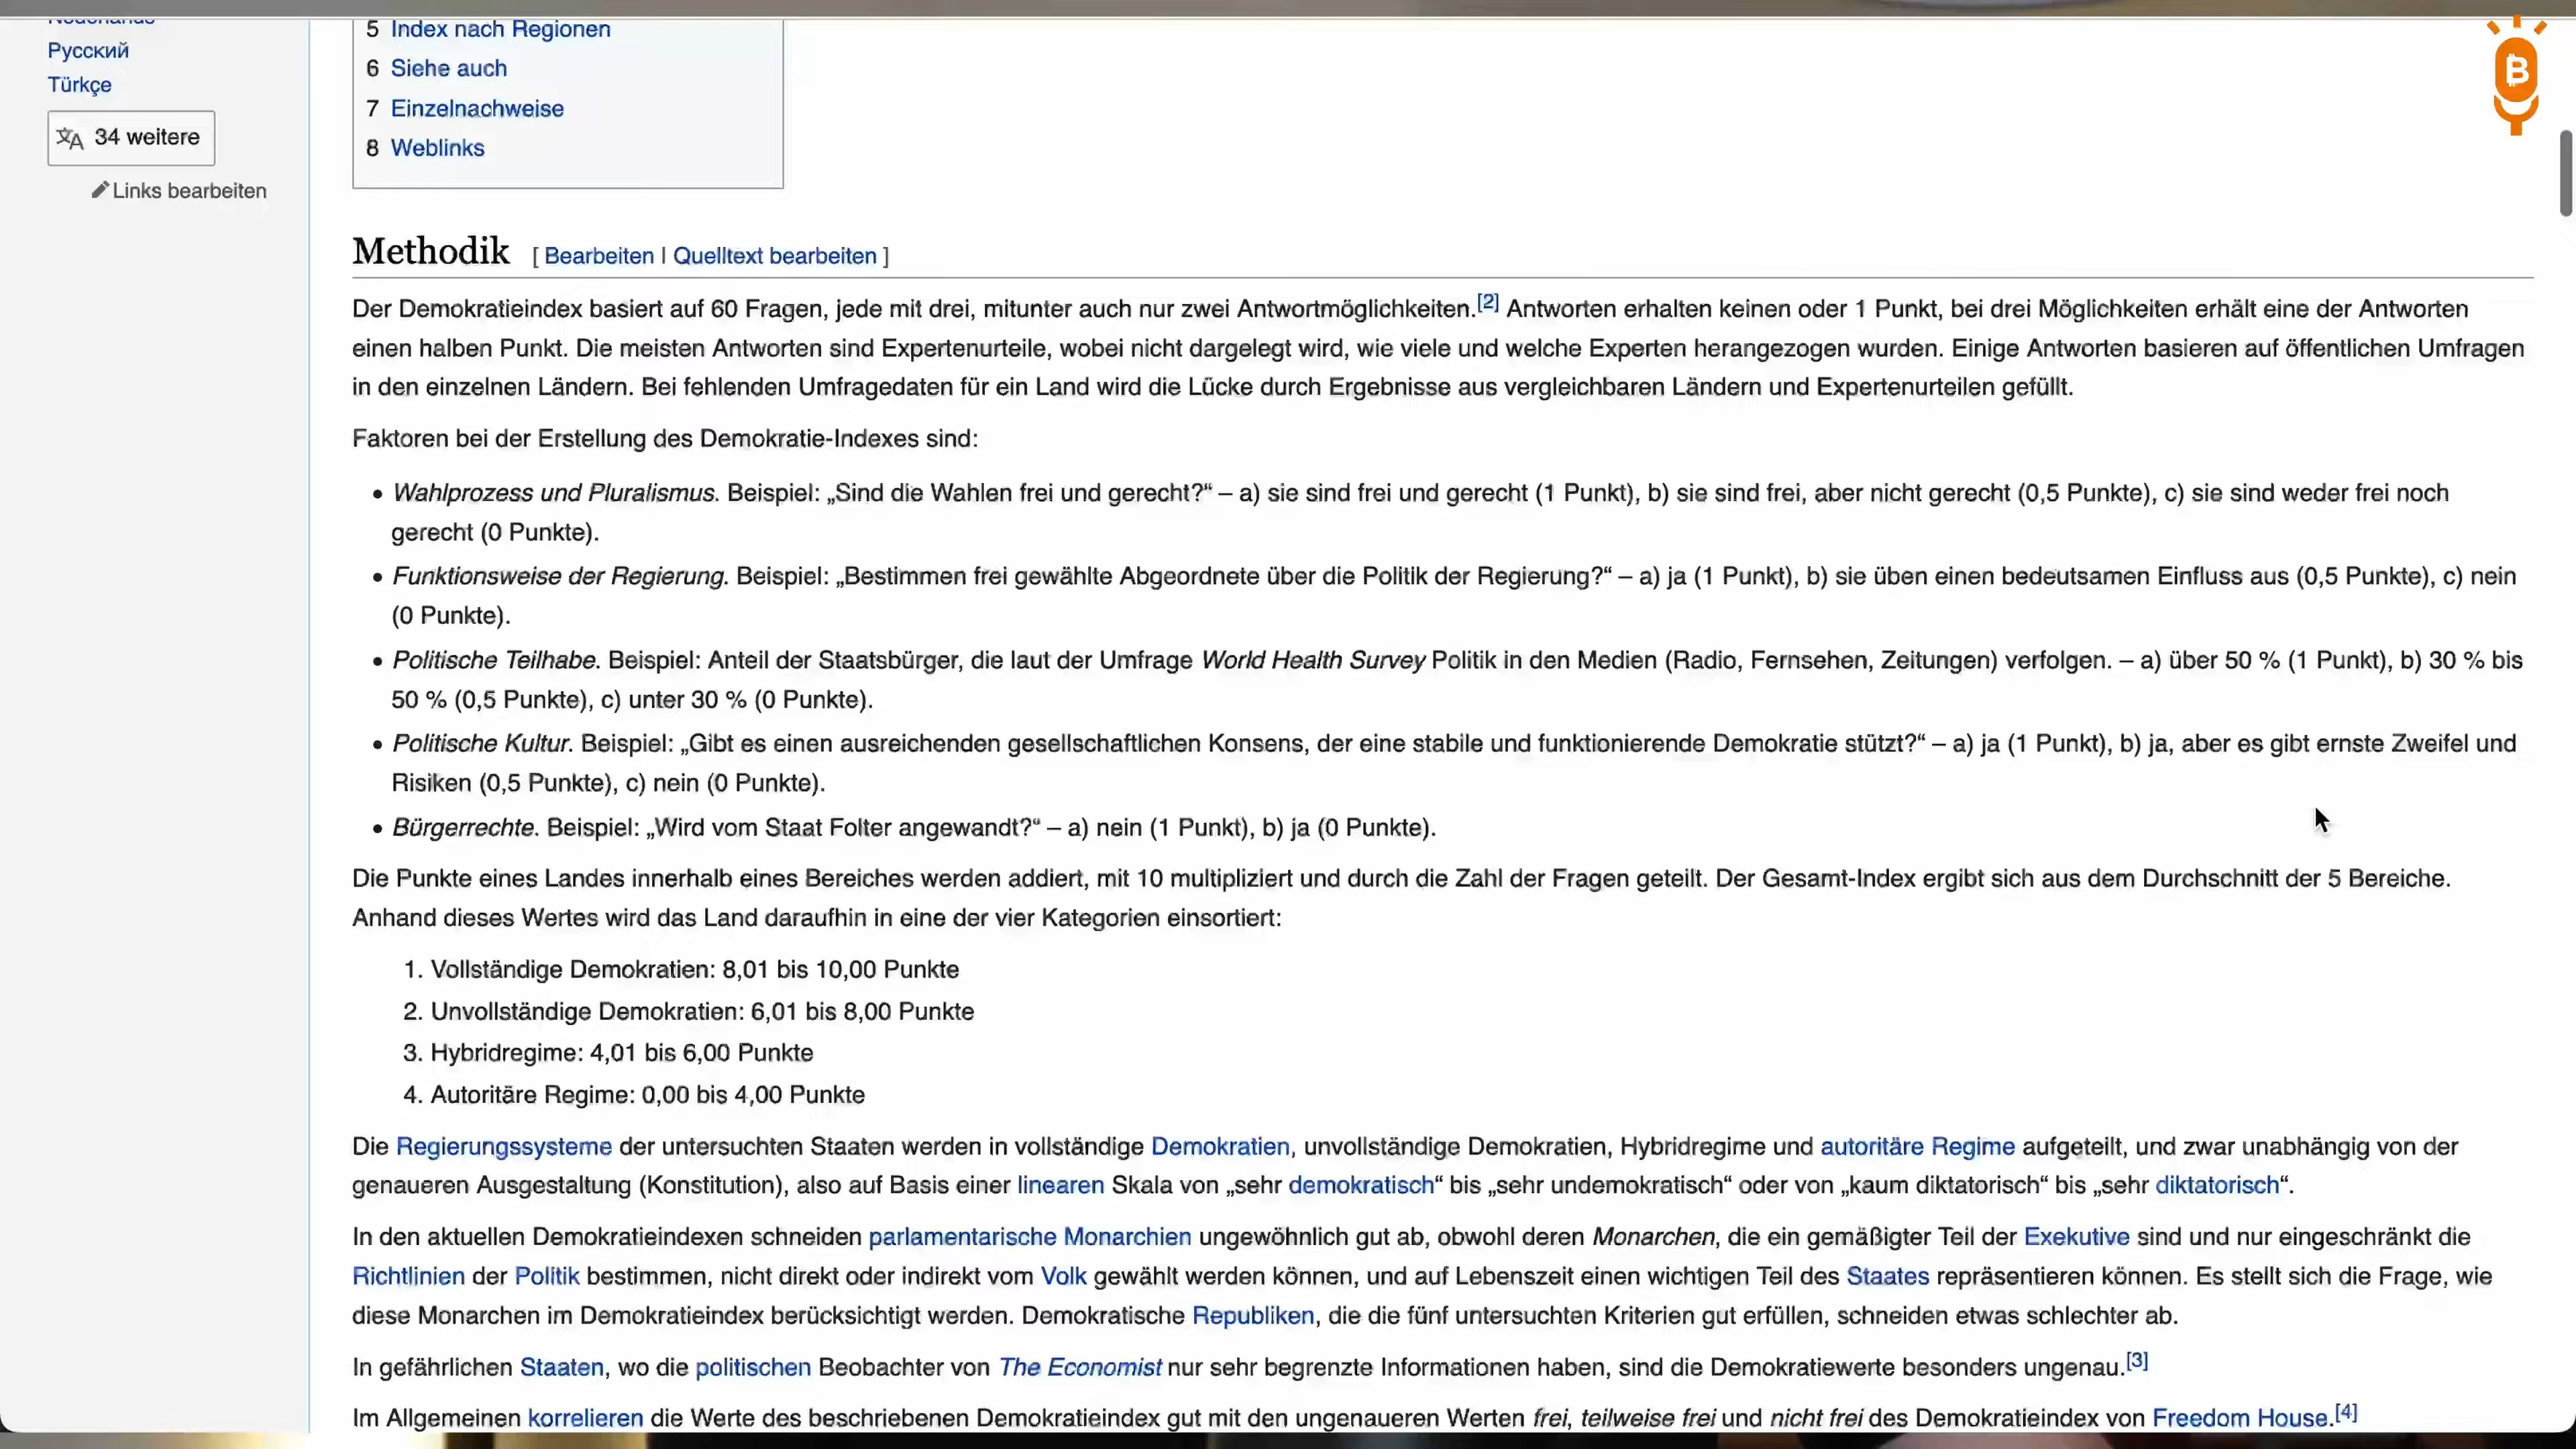 Nederlands
Русский
Türkçe
34 weitere
Links bearbeiten
5 Index nach Regionen
6 Siehe auch
7 Einzelnachweise
8 Weblinks
Methodik [ Bearbeiten | Quelltext bearbeiten ]
Der Demokratieindex basiert auf 60 Fragen, jede mit drei, mitunter auch nur zwei Antwortmöglichkeiten.[2] Antworten erhalten keinen oder 1 Punkt, bei drei Möglichkeiten erhält eine der Antworten
einen halben Punkt. Die meisten Antworten sind Expertenurteile, wobei nicht dargelegt wird, wie viele und welche Experten herangezogen wurden. Einige Antworten basieren auf öffentlichen Umfragen
in den einzelnen Ländern. Bei fehlenden Umfragedaten für ein Land wird die Lücke durch Ergebnisse aus vergleichbaren Ländern und Expertenurteilen gefüllt.
Faktoren bei der Erstellung des Demokratie-Indexes sind:
• Wahlprozess und Pluralismus. Beispiel: „Sind die Wahlen frei und gerecht?“ – a) sie sind frei und gerecht (1 Punkt), b) sie sind frei, aber nicht gerecht (0,5 Punkte), c) sie sind weder frei noch
gerecht (0 Punkte).
• Funktionsweise der Regierung. Beispiel: „Bestimmen frei gewählte Abgeordnete über die Politik der Regierung?“ – a) ja (1 Punkt), b) sie üben einen bedeutsamen Einfluss aus (0,5 Punkte), c) nein
(0 Punkte).
• Politische Teilhabe. Beispiel: Anteil der Staatsbürger, die laut der Umfrage World Health Survey Politik in den Medien (Radio, Fernsehen, Zeitungen) verfolgen. – a) über 50 % (1 Punkt), b) 30 % bis
50 % (0,5 Punkte), c) unter 30 % (0 Punkte).
• Politische Kultur. Beispiel: „Gibt es einen ausreichenden gesellschaftlichen Konsens, der eine stabile und funktionierende Demokratie stützt?“ – a) ja (1 Punkt), b) ja, aber es gibt ernste Zweifel und
Risiken (0,5 Punkte), c) nein (0 Punkte).
• Bürgerrechte. Beispiel: „Wird vom Staat Folter angewandt?“ – a) nein (1 Punkt), b) ja (0 Punkte).
Die Punkte eines Landes innerhalb eines Bereiches werden addiert, mit 10 multipliziert und durch die Zahl der Fragen geteilt. Der Gesamt-Index ergibt sich aus dem Durchschnitt der 5 Bereiche.
Anhand dieses Wertes wird das Land daraufhin in eine der vier Kategorien einsortiert:
1. Vollständige Demokratien: 8,01 bis 10,00 Punkte
2. Unvollständige Demokratien: 6,01 bis 8,00 Punkte
3. Hybridregime: 4,01 bis 6,00 Punkte
4. Autoritäre Regime: 0,00 bis 4,00 Punkte
Die Regierungssysteme der untersuchten Staaten werden in vollständige Demokratien, unvollständige Demokratien, Hybridregime und autoritäre Regime aufgeteilt, und zwar unabhängig von der
genaueren Ausgestaltung (Konstitution), also auf Basis einer linearen Skala von „sehr demokratisch“ bis „sehr undemokratisch“ oder von „kaum diktatorisch“ bis „sehr diktatorisch“.
In den aktuellen Demokratieindexen schneiden parlamentarische Monarchien ungewöhnlich gut ab, obwohl deren Monarchen, die ein gemäßigter Teil der Exekutive sind und nur eingeschränkt die
Richtlinien der Politik bestimmen, nicht direkt oder indirekt vom Volk gewählt werden können, und auf Lebenszeit einen wichtigen Teil des Staates repräsentieren können. Es stellt sich die Frage, wie
diese Monarchen im Demokratieindex berücksichtigt werden. Demokratische Republiken, die die fünf untersuchten Kriterien gut erfüllen, schneiden etwas schlechter ab.
In gefährlichen Staaten, wo die politischen Beobachter von The Economist nur sehr begrenzte Informationen haben, sind die Demokratiewerte besonders ungenau.[3]
Im Allgemeinen korrelieren die Werte des beschriebenen Demokratieindex gut mit den ungenaueren Werten frei, teilweise frei und nicht frei des Demokratieindex von Freedom House.[4]